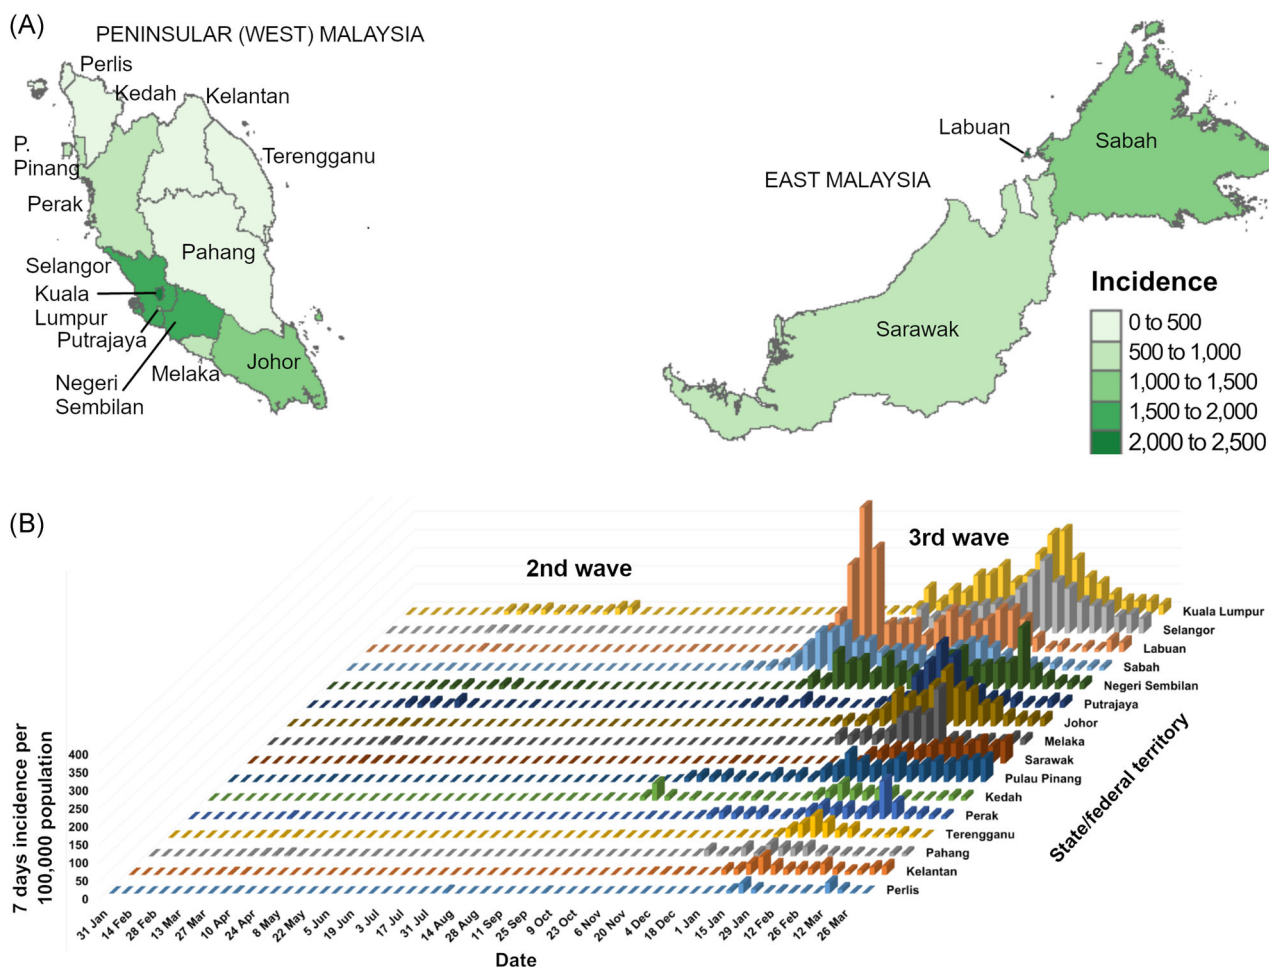 (A)
PENINSULAR (WEST) MALAYSIA
Perlis
Kedah
Kelantan
P.
Pinang
Terengganu
Perak
Pahang
Selangor
Kuala
Lumpur
Putrajaya
Negeri
Sembilan
Melaka
Johor
Labuan
Sabah
EAST MALAYSIA
Sarawak
Incidence
0 to 500
500 to 1,000
1,000 to 1,500
1,500 to 2,000
2,000 to 2,500
(B)
2nd wave
3rd wave
Kuala Lumpur
Selangor
Labuan
Sabah
Negeri Sembilan
Putrajaya
Johor
Melaka
Sarawak
Pulau Pinang
Kedah
Perak
Terengganu
Pahang
Kelantan
Perlis
State/federal territory
7 days incidence per
100,000 population
400
350
300
250
200
150
100
50
0
31 Jan
14 Feb
28 Feb
13 Mar
27 Mar
10 Apr
24 Apr
8 May
22 May
5 Jun
19 Jun
3 Jul
17 Jul
31 Jul
14 Aug
28 Aug
11 Sep
25 Sep
9 Oct
23 Oct
6 Nov
20 Nov
4 Dec
18 Dec
1 Jan
15 Jan
29 Jan
12 Feb
26 Feb
12 Mar
26 Mar
Date